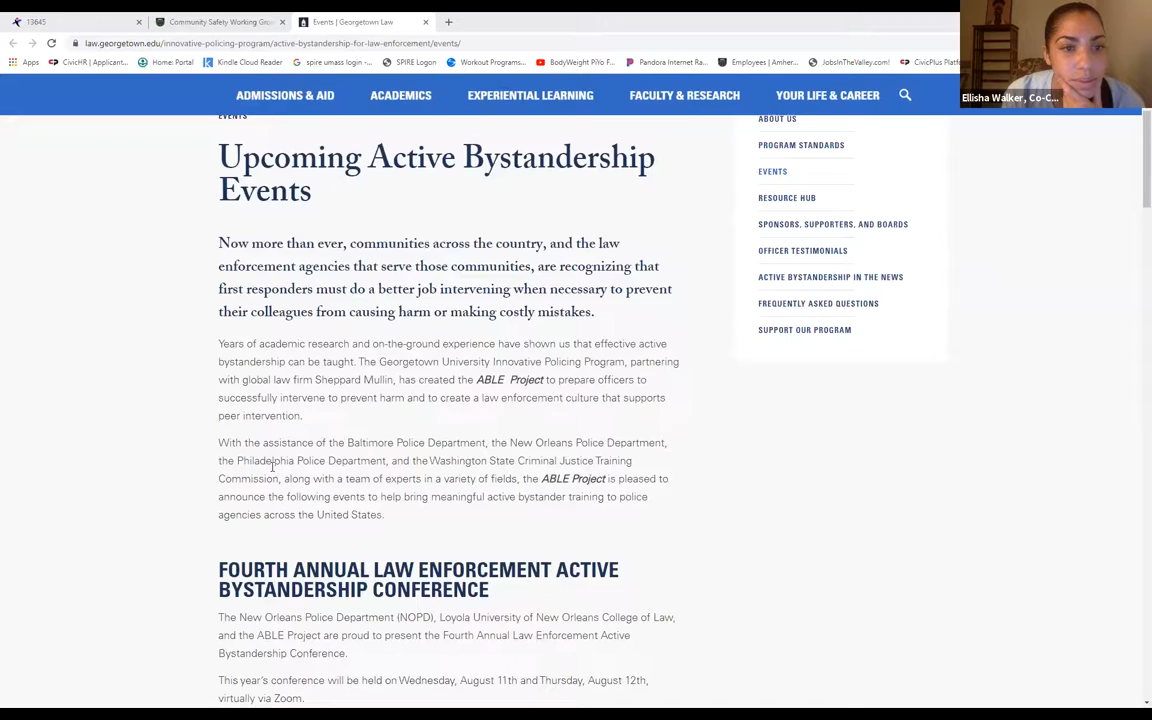 13645
Community Safety Working Gro
Events | Georgetown Law
law.georgetown.edu/innovative-policing-program/active-bystandership-for-law-enforcement/events/
Apps CivicHR | Applicant... Home: Portal Kindle Cloud Reader spire umass login -... SPIRE Logon Workout Programs... BodyWeight PiYo F... Pandora Internet Ra... Employees | Amher... JobsInTheValley.com! CivicPlus Platf
Ellisha Walker, Co-C...
ADMISSIONS & AID ACADEMICS EXPERIENTIAL LEARNING FACULTY & RESEARCH YOUR LIFE & CAREER
EVENTS
Upcoming Active Bystandership
Events
Now more than ever, communities across the country, and the law
enforcement agencies that serve those communities, are recognizing that
first responders must do a better job intervening when necessary to prevent
their colleagues from causing harm or making costly mistakes.
Years of academic research and on-the-ground experience have shown us that effective active
bystandership can be taught. The Georgetown University Innovative Policing Program, partnering
with global law firm Sheppard Mullin, has created the ABLE Project to prepare officers to
successfully intervene to prevent harm and to create a law enforcement culture that supports
peer intervention.
With the assistance of the Baltimore Police Department, the New Orleans Police Department,
the Philadelphia Police Department, and the Washington State Criminal Justice Training
Commission, along with a team of experts in a variety of fields, the ABLE Project is pleased to
announce the following events to help bring meaningful active bystander training to police
agencies across the United States.
FOURTH ANNUAL LAW ENFORCEMENT ACTIVE
BYSTANDERSHIP CONFERENCE
The New Orleans Police Department (NOPD), Loyola University of New Orleans College of Law,
and the ABLE Project are proud to present the Fourth Annual Law Enforcement Active
Bystandership Conference.
This year's conference will be held on Wednesday, August 11th and Thursday, August 12th,
virtually via Zoom.
ABOUT US
PROGRAM STANDARDS
EVENTS
RESOURCE HUB
SPONSORS, SUPPORTERS, AND BOARDS
OFFICER TESTIMONIALS
ACTIVE BYSTANDERSHIP IN THE NEWS
FREQUENTLY ASKED QUESTIONS
SUPPORT OUR PROGRAM